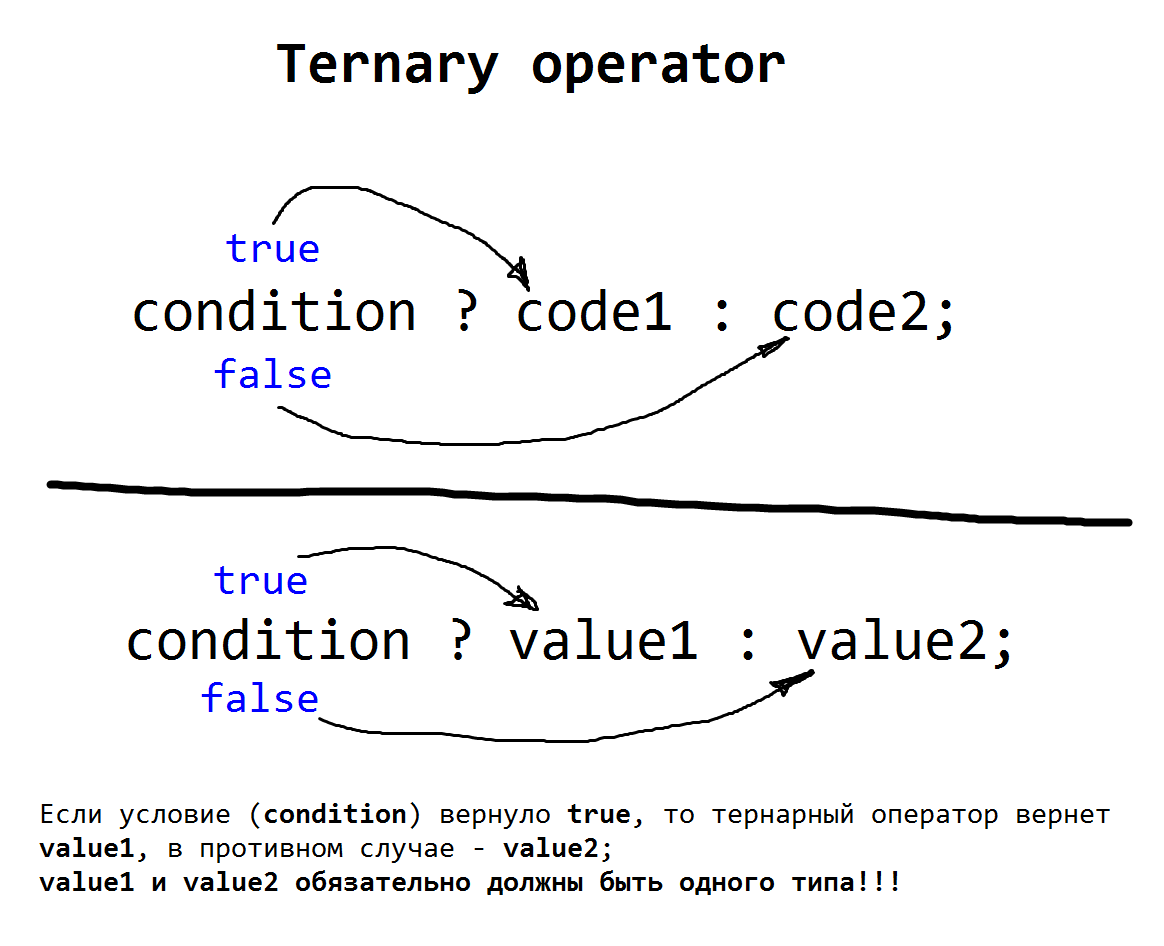 Ternary operator
true
condition ? code1 : code2;
false
true
condition ? value1 : value2;
false
Если условие (condition) вернуло true, то тернарный оператор вернет
value1, в противном случае - value2;
value1 и value2 обязательно должны быть одного типа!!!